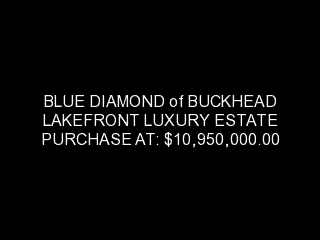 BLUE DIAMOND of BUCKHEAD
LAKEFRONT LUXURY ESTATE
PURCHASE AT: $10,950,000.00